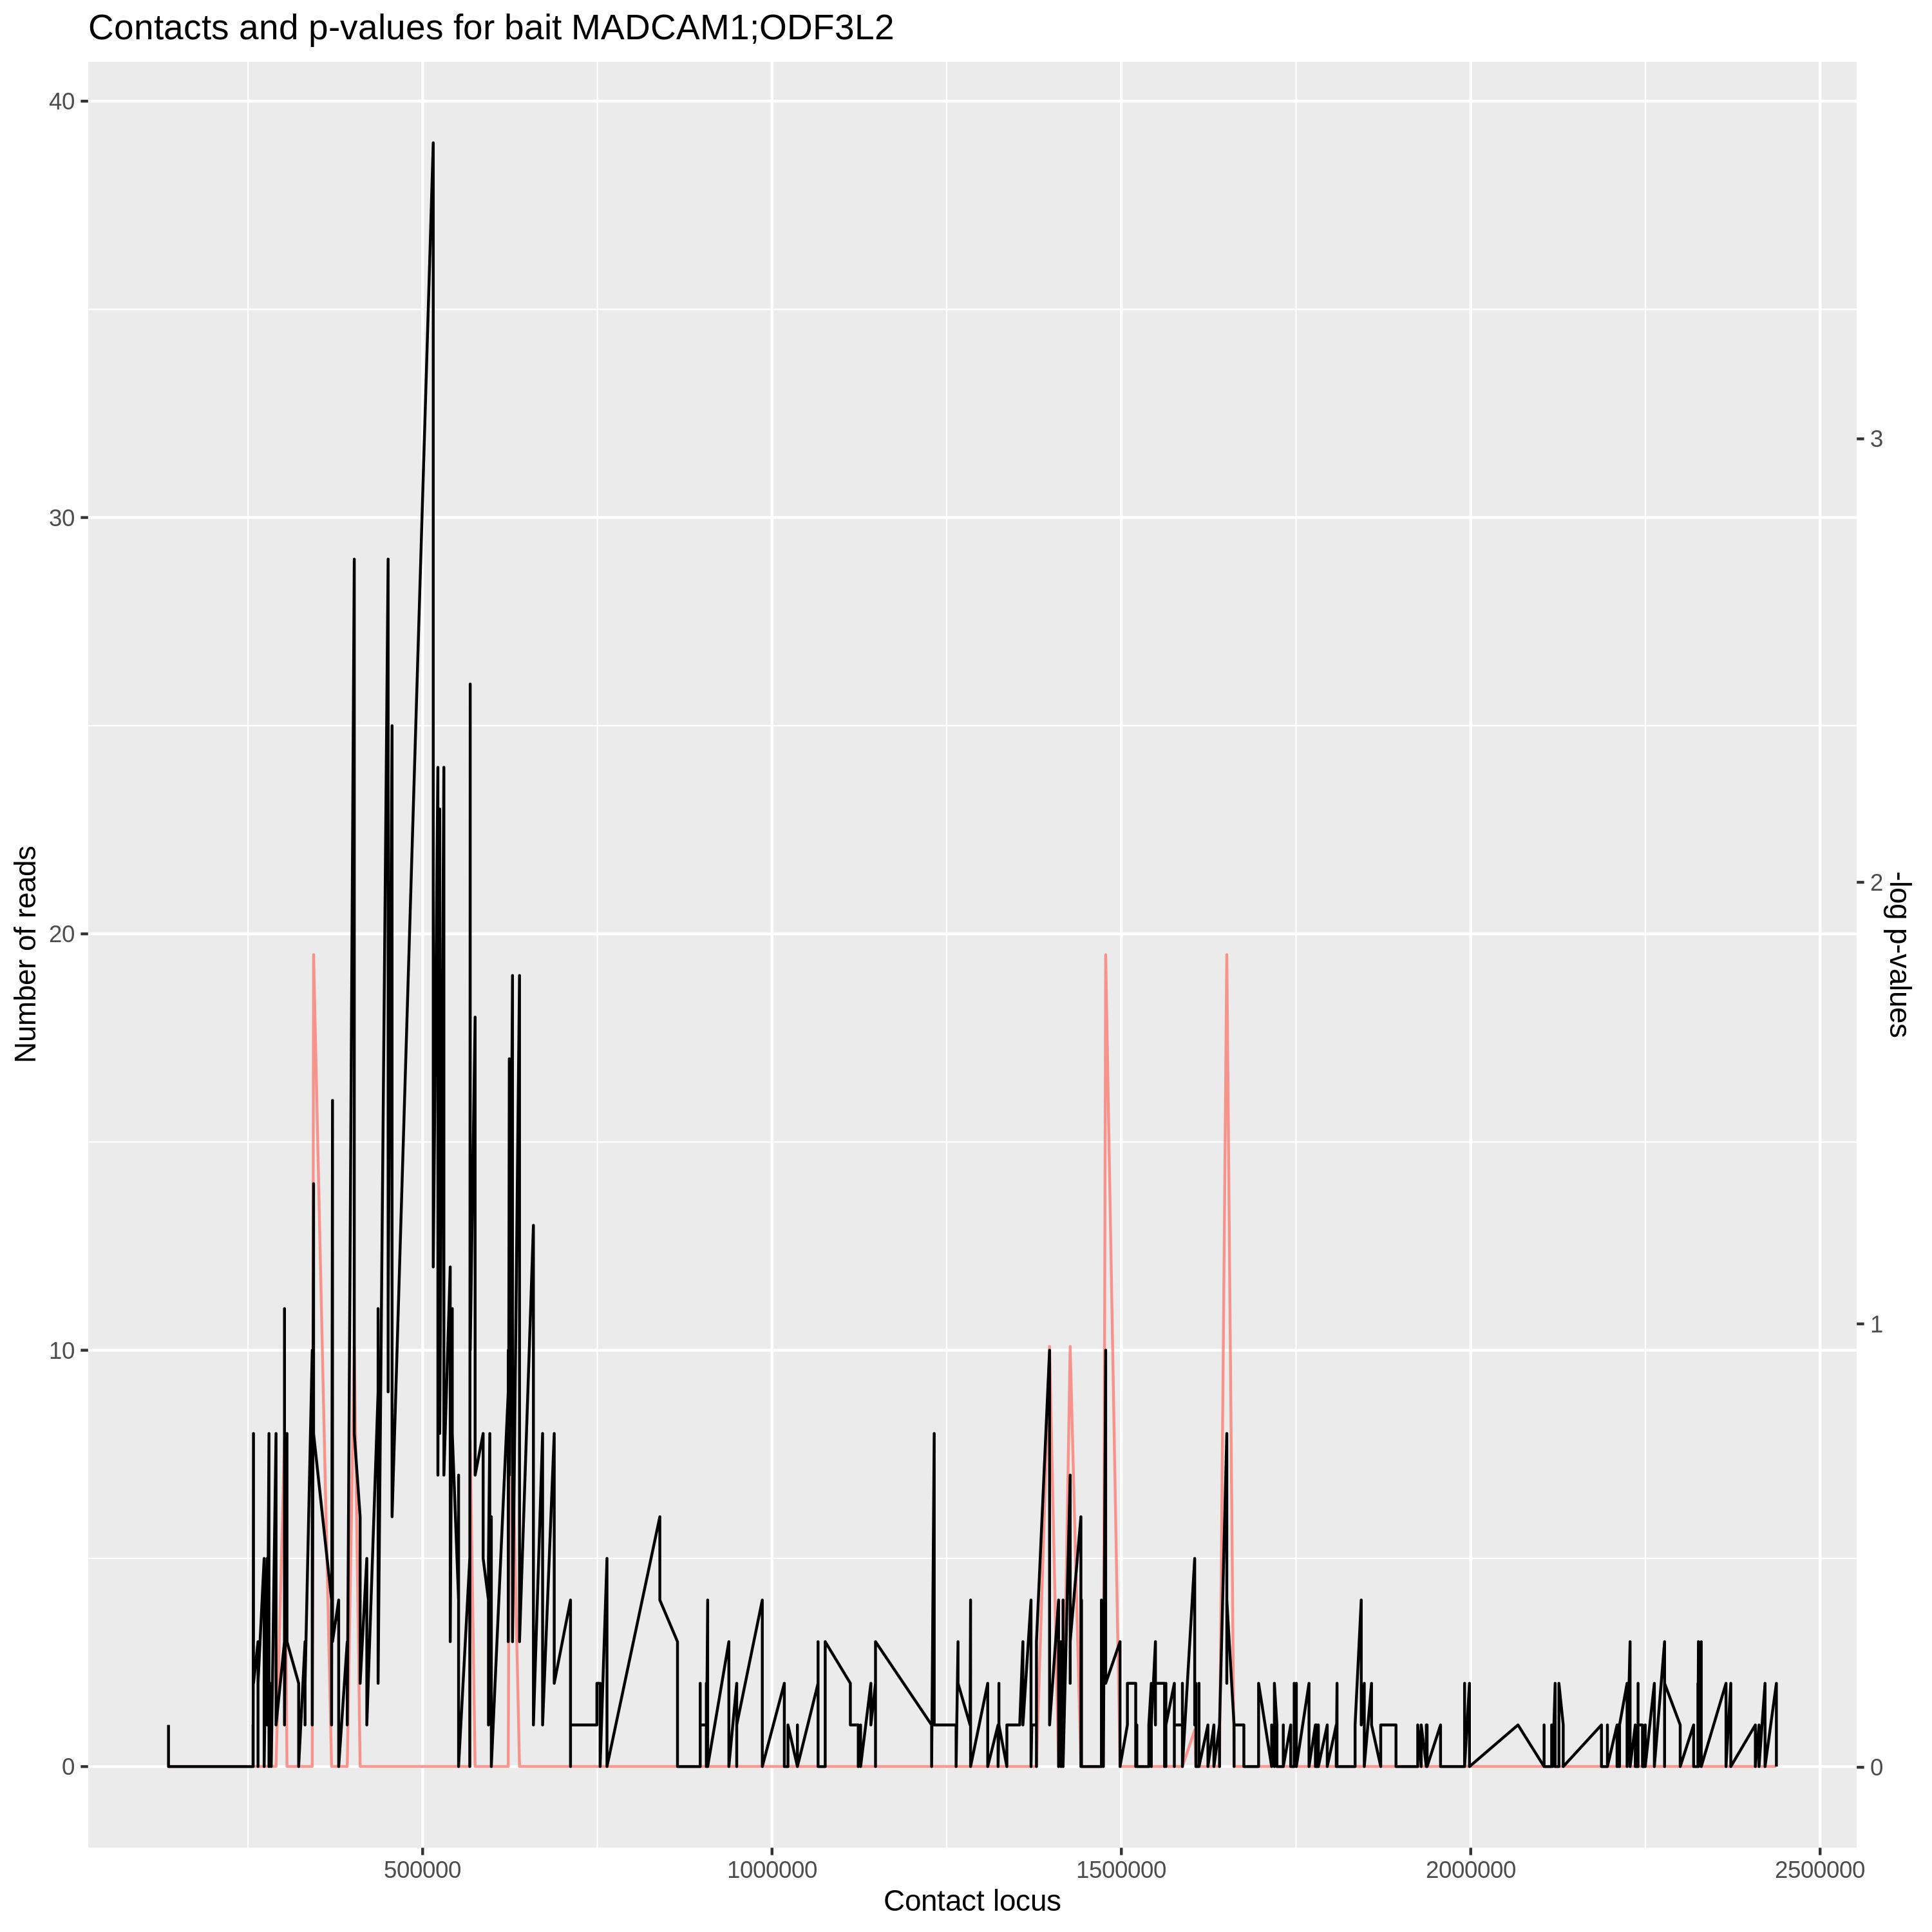 Contacts and p-values for bait MADCAM1;ODF3L2
40
30
20
10
0
Number of reads
3
2
1
0
-log p-values
500000 1000000 1500000 2000000 2500000
Contact locus